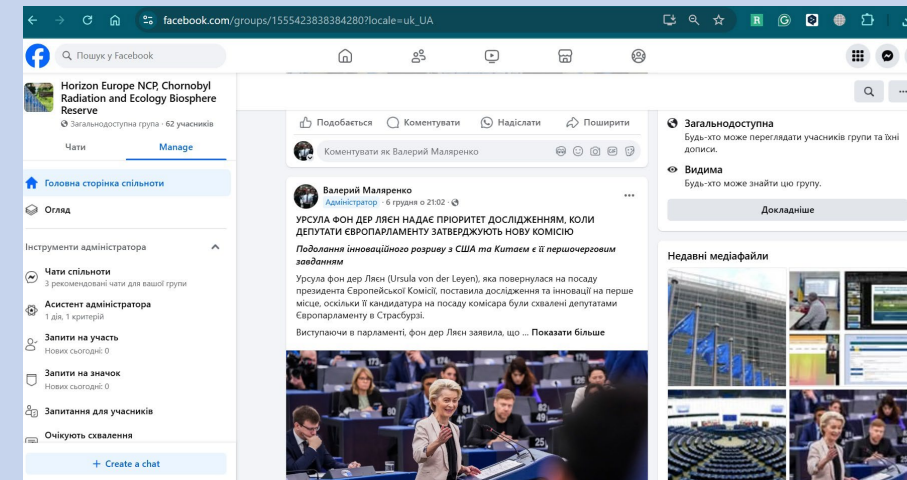 facebook.com/groups/1555423838384280?locale=uk_UA
Пошук у Facebook
Horizon Europe NCP, Chornobyl
Radiation and Ecology Biosphere
Reserve
Загальнодоступна група · 62 учасників
Чати
Manage
Головна сторінка спільноти
Огляд
Інструменти адміністратора
Чати спільноти
3 рекомендовані чати для вашої групи
Асистент адміністратора
1 дія, 1 критерій
Запити на участь
Нових сьогодні: 0
Запити на значок
Нових сьогодні: 0
Запитання для учасників
Очікують схвалення
+ Create a chat
Подобається
Коментувати
Надіслати
Поширити
Коментувати як Валерий Маляренко
Валерий Маляренко
Адміністратор · 6 грудня о 21:02 ·
УРСУЛА ФОН ДЕР ЛЯЄН НАДАЄ ПРІОРИТЕТ ДОСЛІДЖЕННЯМ, КОЛИ
ДЕПУТАТИ ЄВРОПАРЛАМЕНТУ ЗАТВЕРДЖУЮТЬ НОВУ КОМІСІЮ
Подолання інноваційного розриву з США та Китаєм є її першочерговим
завданням
Урсула фон дер Ляєн (Ursula von der Leyen), яка повернулася на посаду
президента Європейської Комісії, поставила дослідження та інновації на перше
місце, оскільки її кандидатура на посаду комісара були схвалені депутатами
Європарламенту в Страсбурзі.
Виступаючи в парламенті, фон дер Ляєн заявила, що ... Показати більше
Загальнодоступна
Будь-хто може переглядати учасників групи та їхні
дописи.
Видима
Будь-хто може знайти цю групу.
Докладніше
Недавні медіафайли